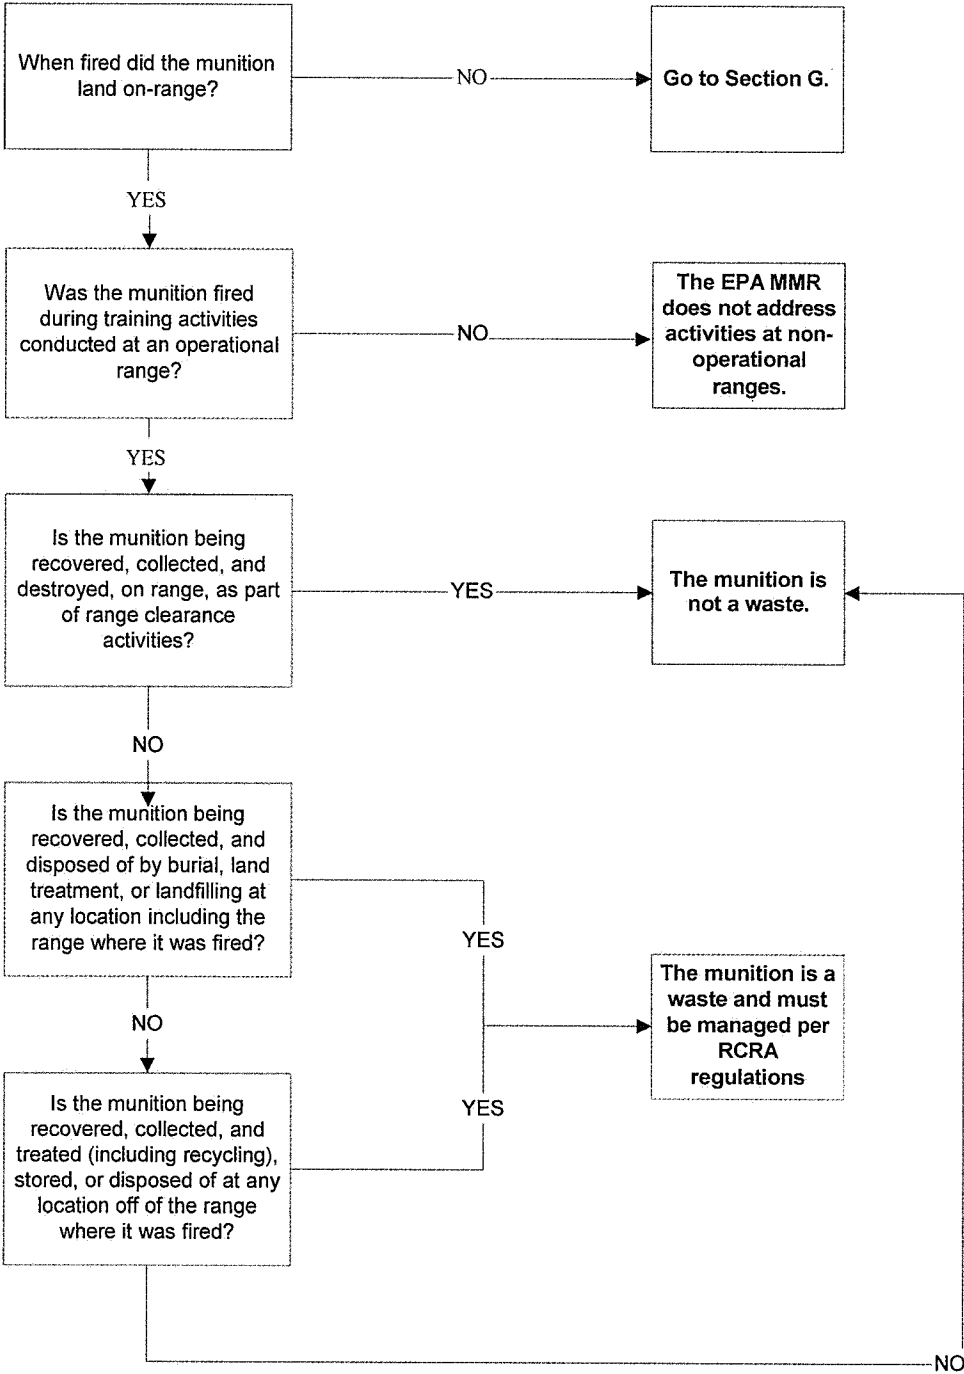 When fired did the munition
land on-range?
NO
Go to Section G.
YES
Was the munition fired
during training activities
conducted at an operational
range?
NO
The EPA MMR
does not address
activities at non-
operational
ranges.
YES
Is the munition being
recovered, collected, and
destroyed, on range, as part
of range clearance
activities?
YES
The munition is
not a waste.
NO
Is the munition being
recovered, collected, and
disposed of by burial, land
treatment, or landfilling at
any location including the
range where it was fired?
YES
The munition is a
waste and must
be managed per
RCRA
regulations
NO
Is the munition being
recovered, collected, and
treated (including recycling),
stored, or disposed of at any
location off of the range
where it was fired?
YES
NO